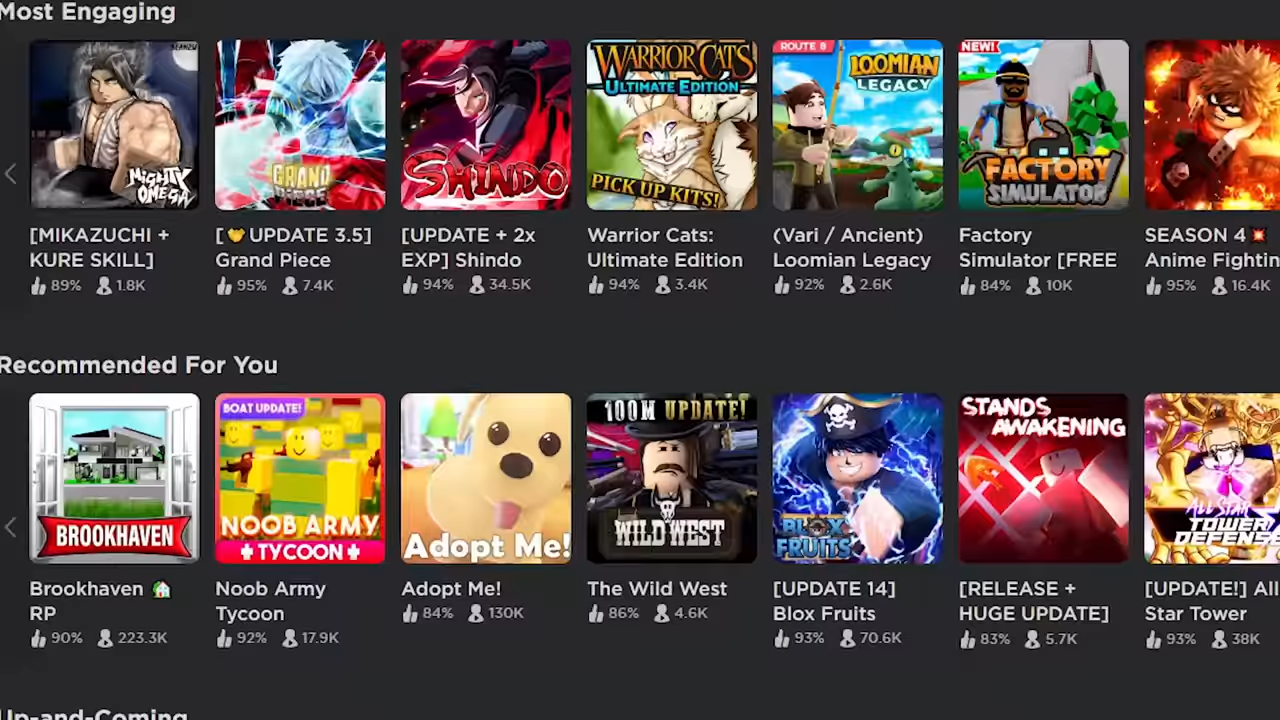 Most Engaging
MIGHTY
OMEGA
[MIKAZUCHI +
KURE SKILL]
89% 1.8K
GRAND
PIECE
[🤝UPDATE 3.5]
Grand Piece
95% 7.4K
SHINDO
[UPDATE + 2x
EXP] Shindo
94% 34.5K
WARRIOR CATS
ULTIMATE EDITION
PICK UP KITS!
Warrior Cats:
Ultimate Edition
94% 3.4K
ROUTE 8
LOOMIAN
LEGACY
(Vari / Ancient)
Loomian Legacy
92% 2.6K
NEW!
FACTORY
SIMULATOR
Factory
Simulator [FREE
84% 10K
SEASON 4💥
Anime Fightin
95% 16.4K
Recommended For You
BROOKHAVEN
Brookhaven 🏡
RP
90% 223.3K
BOAT UPDATE!
NOOB ARMY
TYCOON
Noob Army
Tycoon
92% 17.9K
Adopt Me!
Adopt Me!
84% 130K
100M UPDATE!
WILD WEST
The Wild West
86% 4.6K
BLOX
FRUITS
[UPDATE 14]
Blox Fruits
93% 70.6K
STANDS
AWAKENING
[RELEASE +
HUGE UPDATE]
83% 5.7K
ALL STAR
TOWER
DEFENSE
[UPDATE!] All
Star Tower
93% 38K
Up-and-Coming